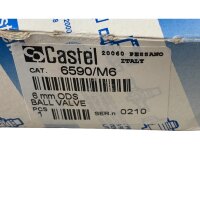 Castel
20060 PESSANO
ITALY
CAT. 6590/M6
6 mm ODS
BALL VALVE
PCS 1
SER.n 0210